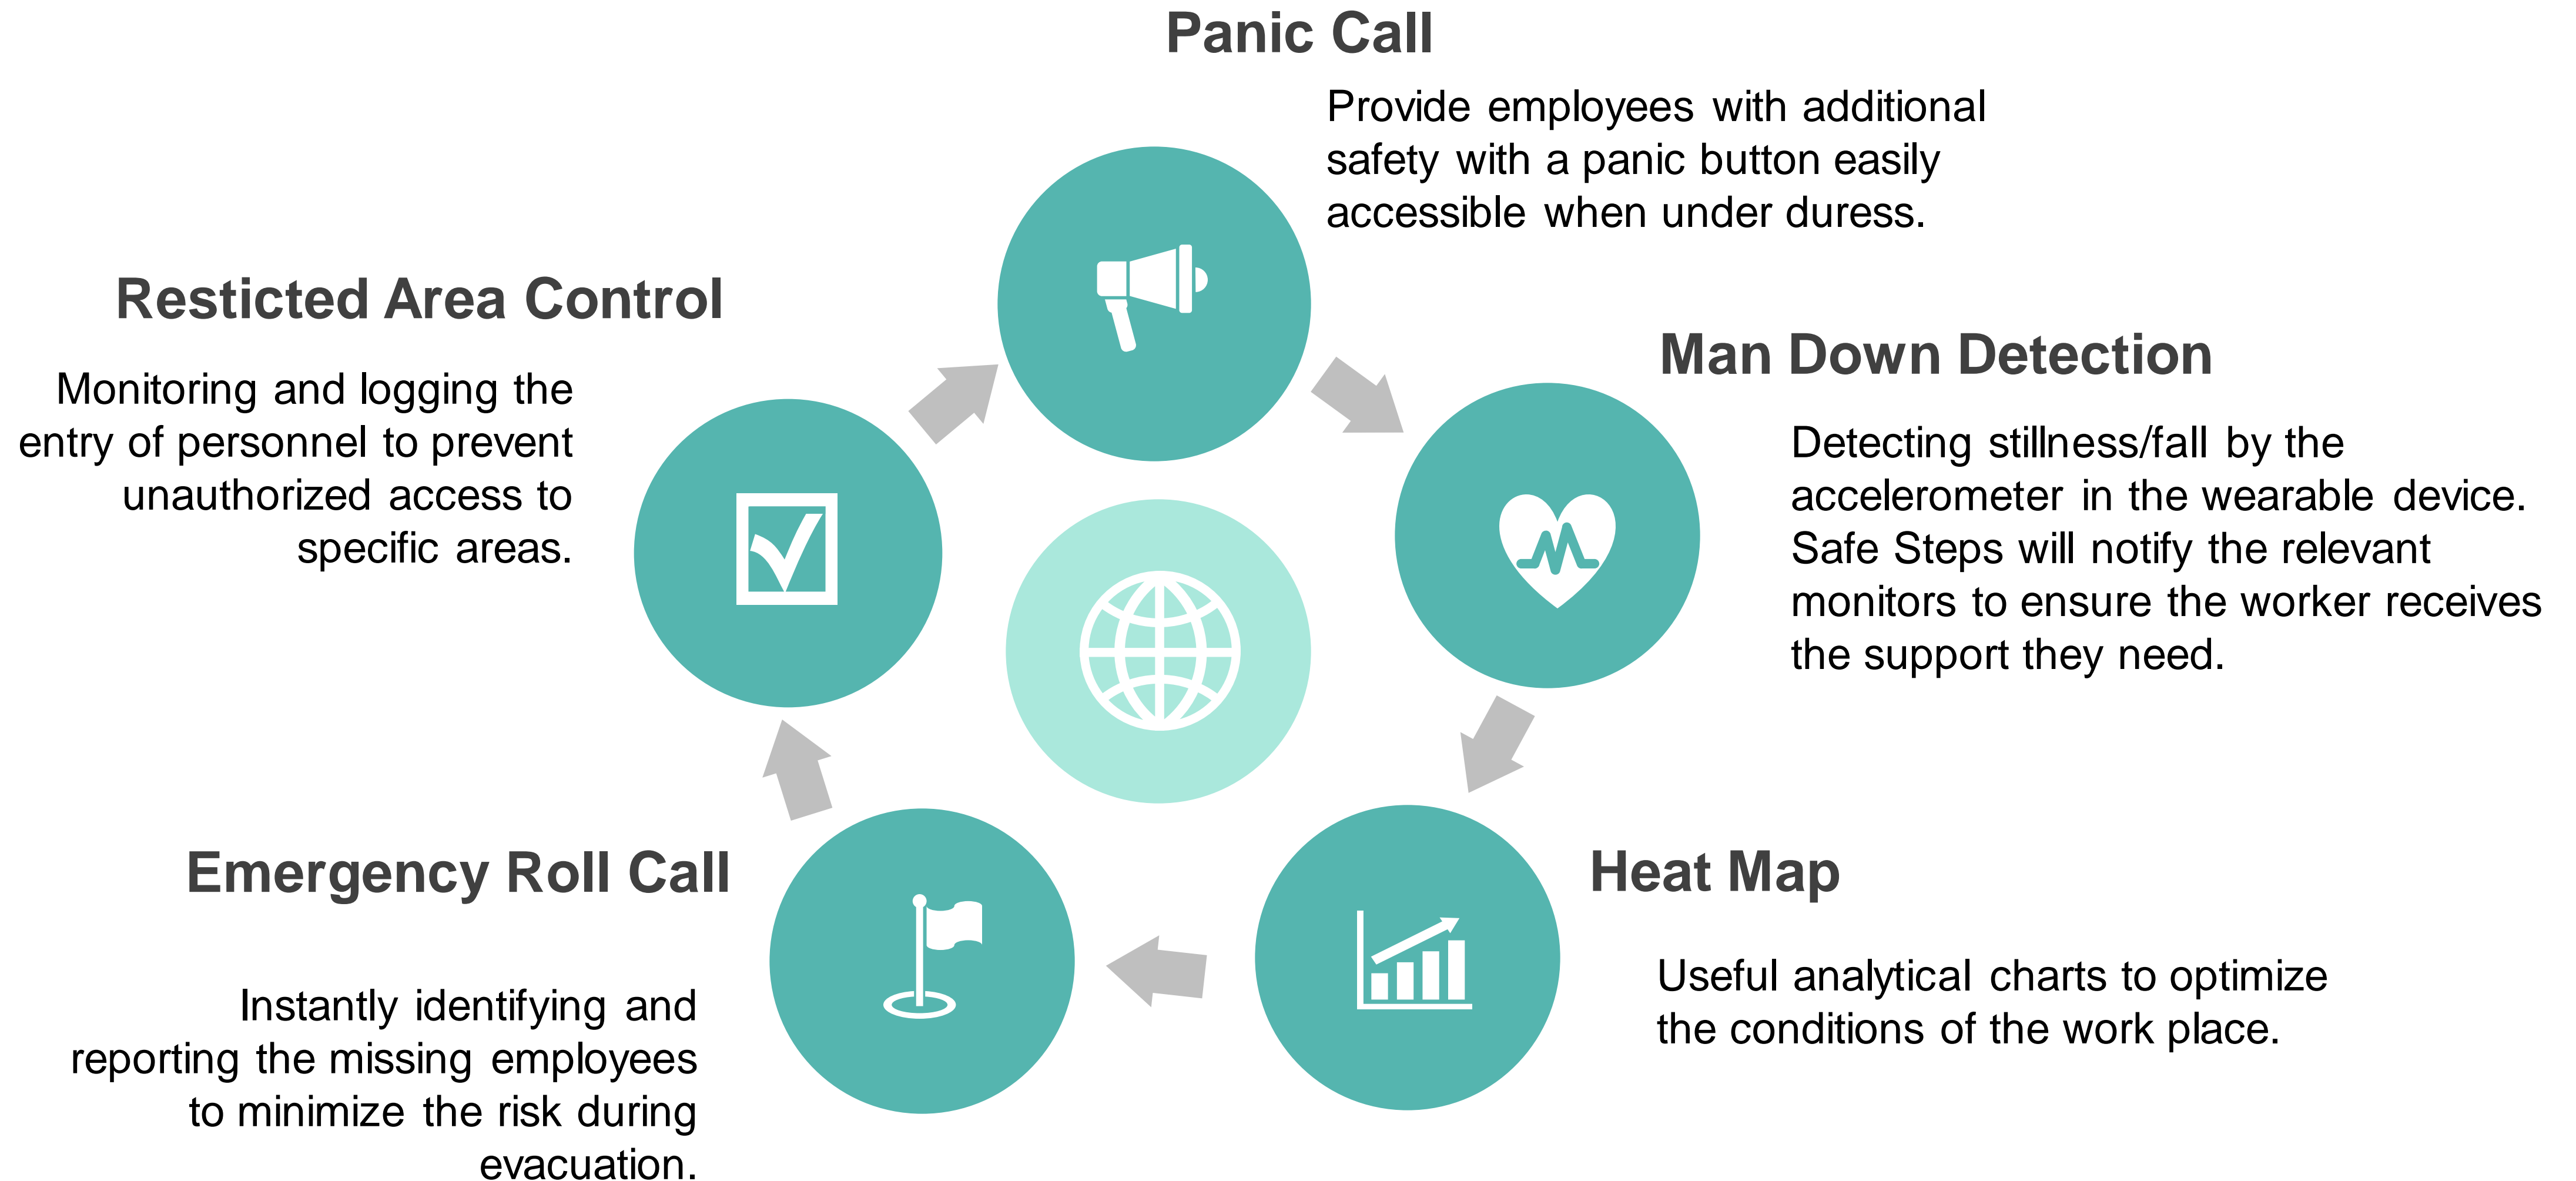 Panic Call
Provide employees with additional
safety with a panic button easily
accessible when under duress.
Resticted Area Control
Monitoring and logging the
entry of personnel to prevent
unauthorized access to
specific areas.
Man Down Detection
Detecting stillness/fall by the
accelerometer in the wearable device.
Safe Steps will notify the relevant
monitors to ensure the worker receives
the support they need.
Emergency Roll Call
Instantly identifying and
reporting the missing employees
to minimize the risk during
evacuation.
Heat Map
Useful analytical charts to optimize
the conditions of the work place.